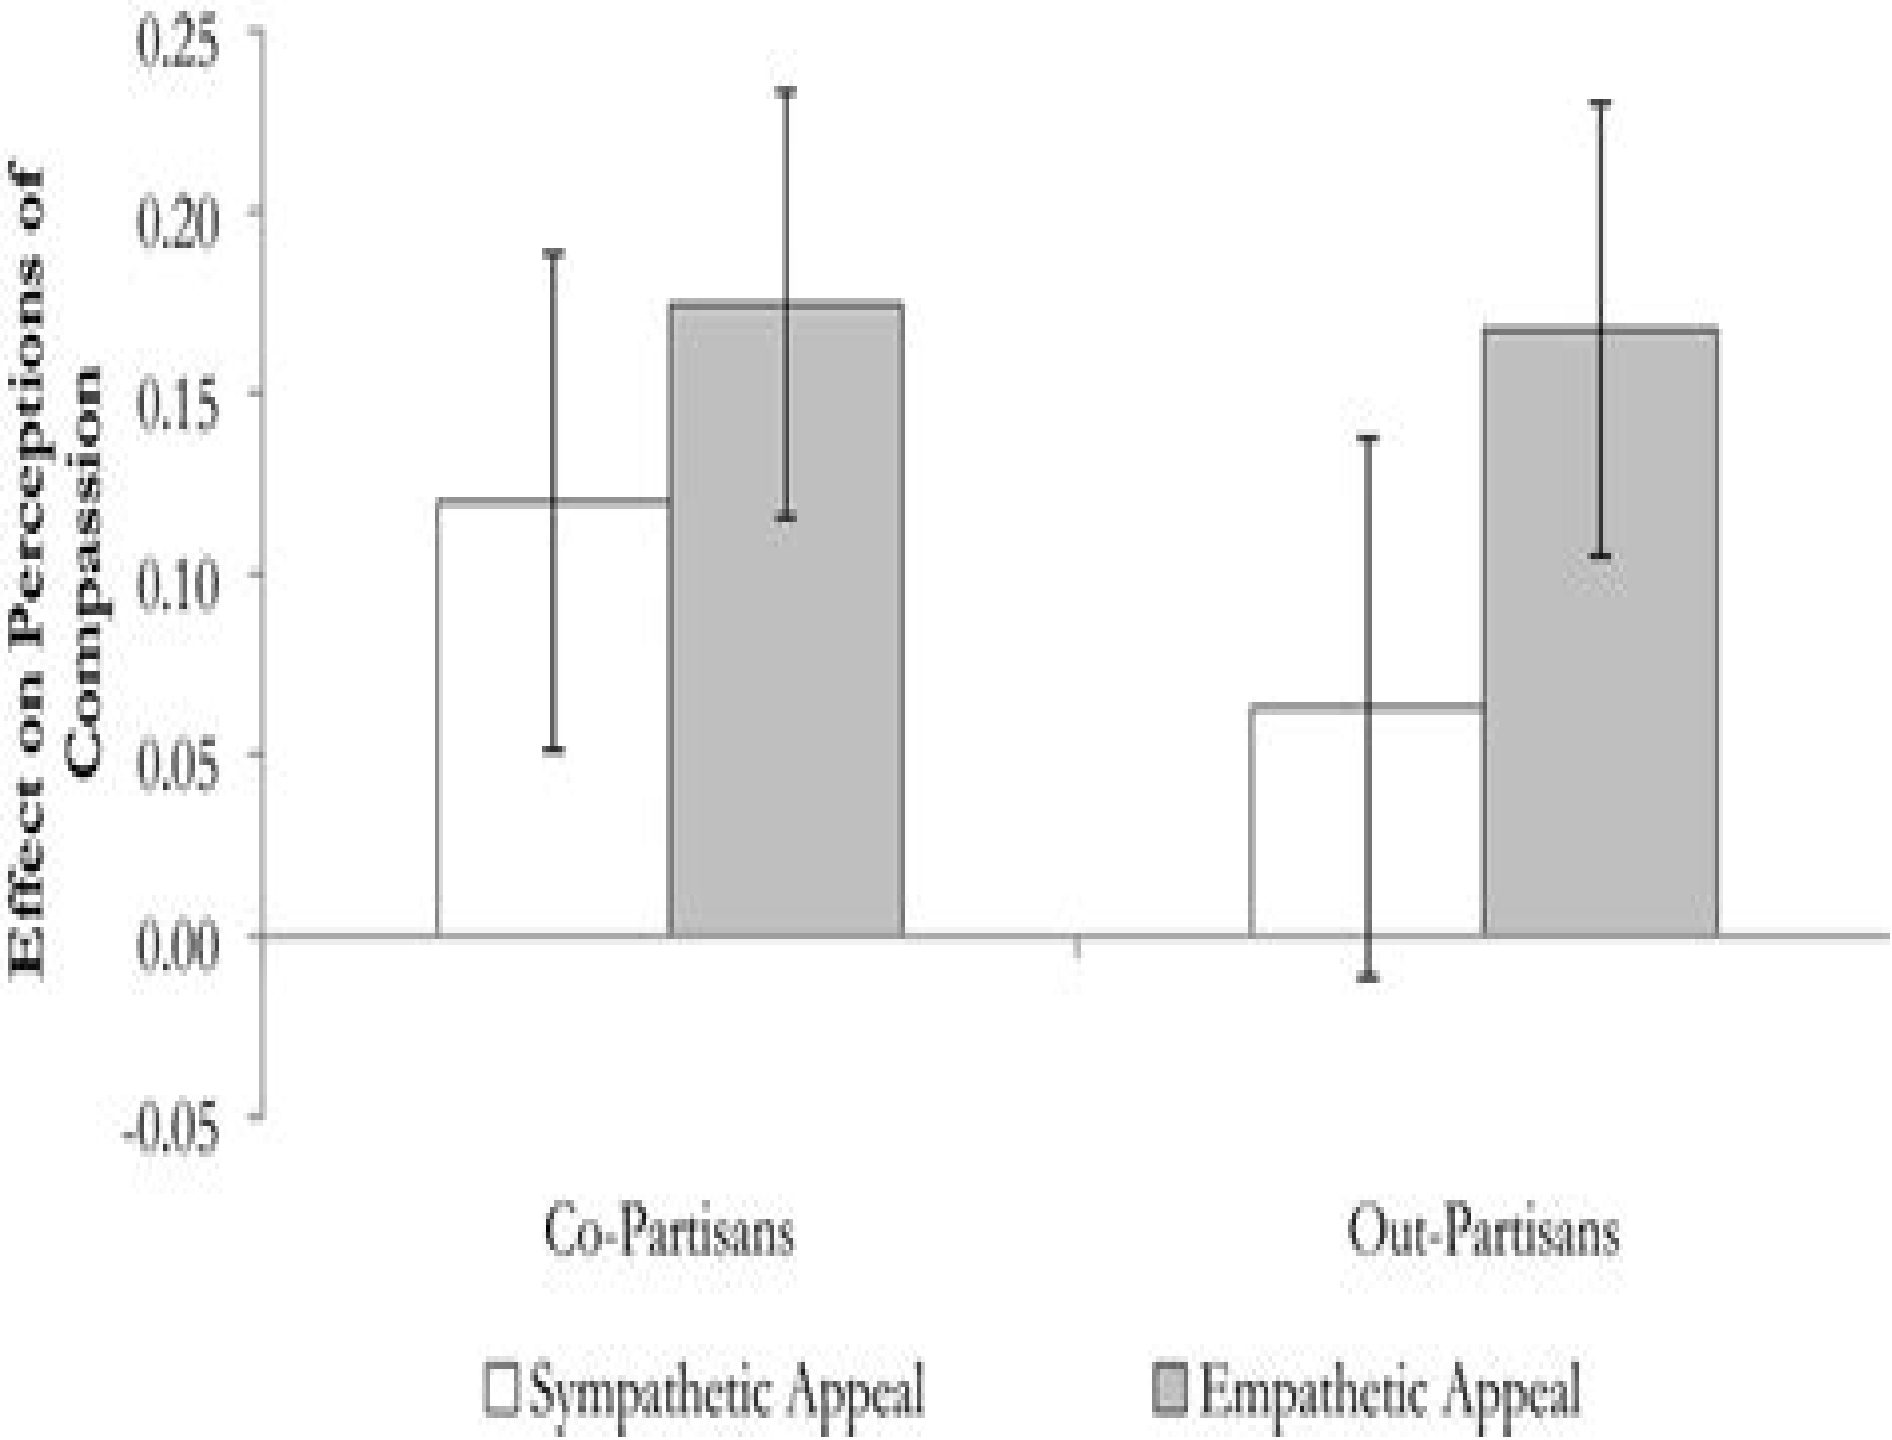 Effect on Perceptions of
Compassion
0.25
0.20
0.15
0.10
0.05
0.00
-0.05
Co-Partisans
Out-Partisans
Sympathetic Appeal
Empathetic Appeal